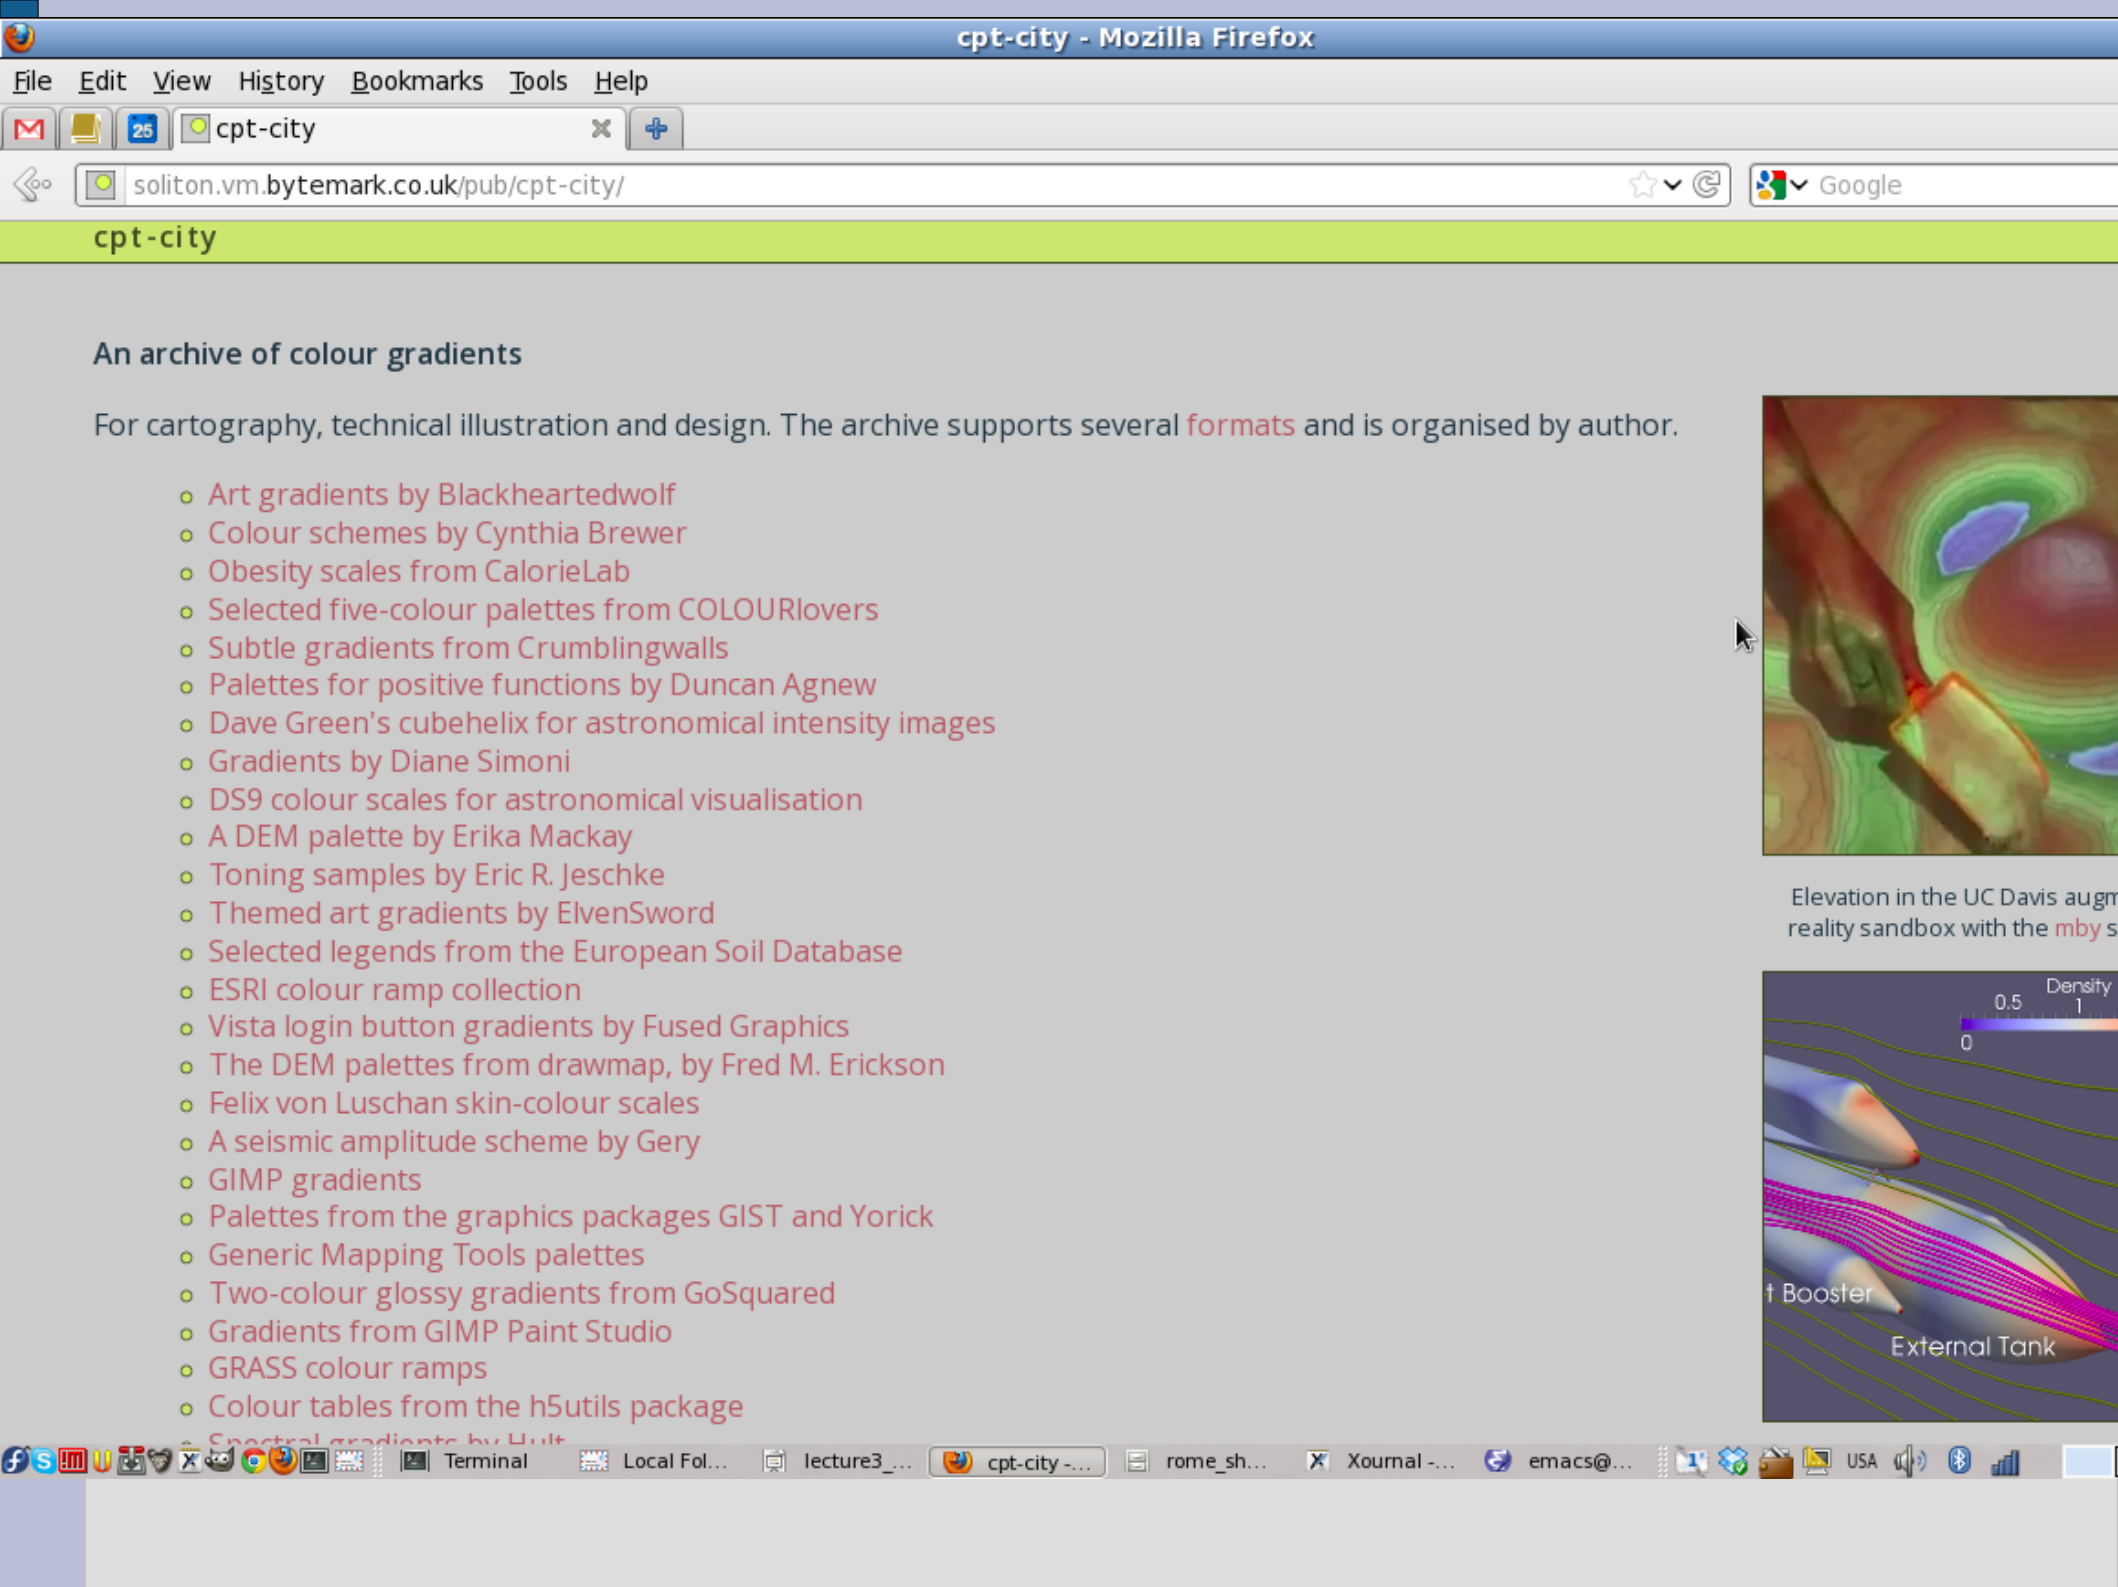 cpt-city - Mozilla Firefox
File Edit View History Bookmarks Tools Help
25 cpt-city
soliton.vm.bytemark.co.uk/pub/cpt-city/ Google
cpt-city
An archive of colour gradients
For cartography, technical illustration and design. The archive supports several formats and is organised by author.
Art gradients by Blackheartedwolf
Colour schemes by Cynthia Brewer
Obesity scales from CalorieLab
Selected five-colour palettes from COLOURlovers
Subtle gradients from Crumblingwalls
Palettes for positive functions by Duncan Agnew
Dave Green's cubehelix for astronomical intensity images
Gradients by Diane Simoni
DS9 colour scales for astronomical visualisation
A DEM palette by Erika Mackay
Toning samples by Eric R. Jeschke
Themed art gradients by ElvenSword
Selected legends from the European Soil Database
ESRI colour ramp collection
Vista login button gradients by Fused Graphics
The DEM palettes from drawmap, by Fred M. Erickson
Felix von Luschan skin-colour scales
A seismic amplitude scheme by Gery
GIMP gradients
Palettes from the graphics packages GIST and Yorick
Generic Mapping Tools palettes
Two-colour glossy gradients from GoSquared
Gradients from GIMP Paint Studio
GRASS colour ramps
Colour tables from the h5utils package
Spectral gradients by Hult
Elevation in the UC Davis augm
reality sandbox with the mby s
Density
0.5 1
0
t Booster
External Tank
Terminal Local Fol... lecture3_... cpt-city -... rome_sh... Xournal -... emacs@... USA